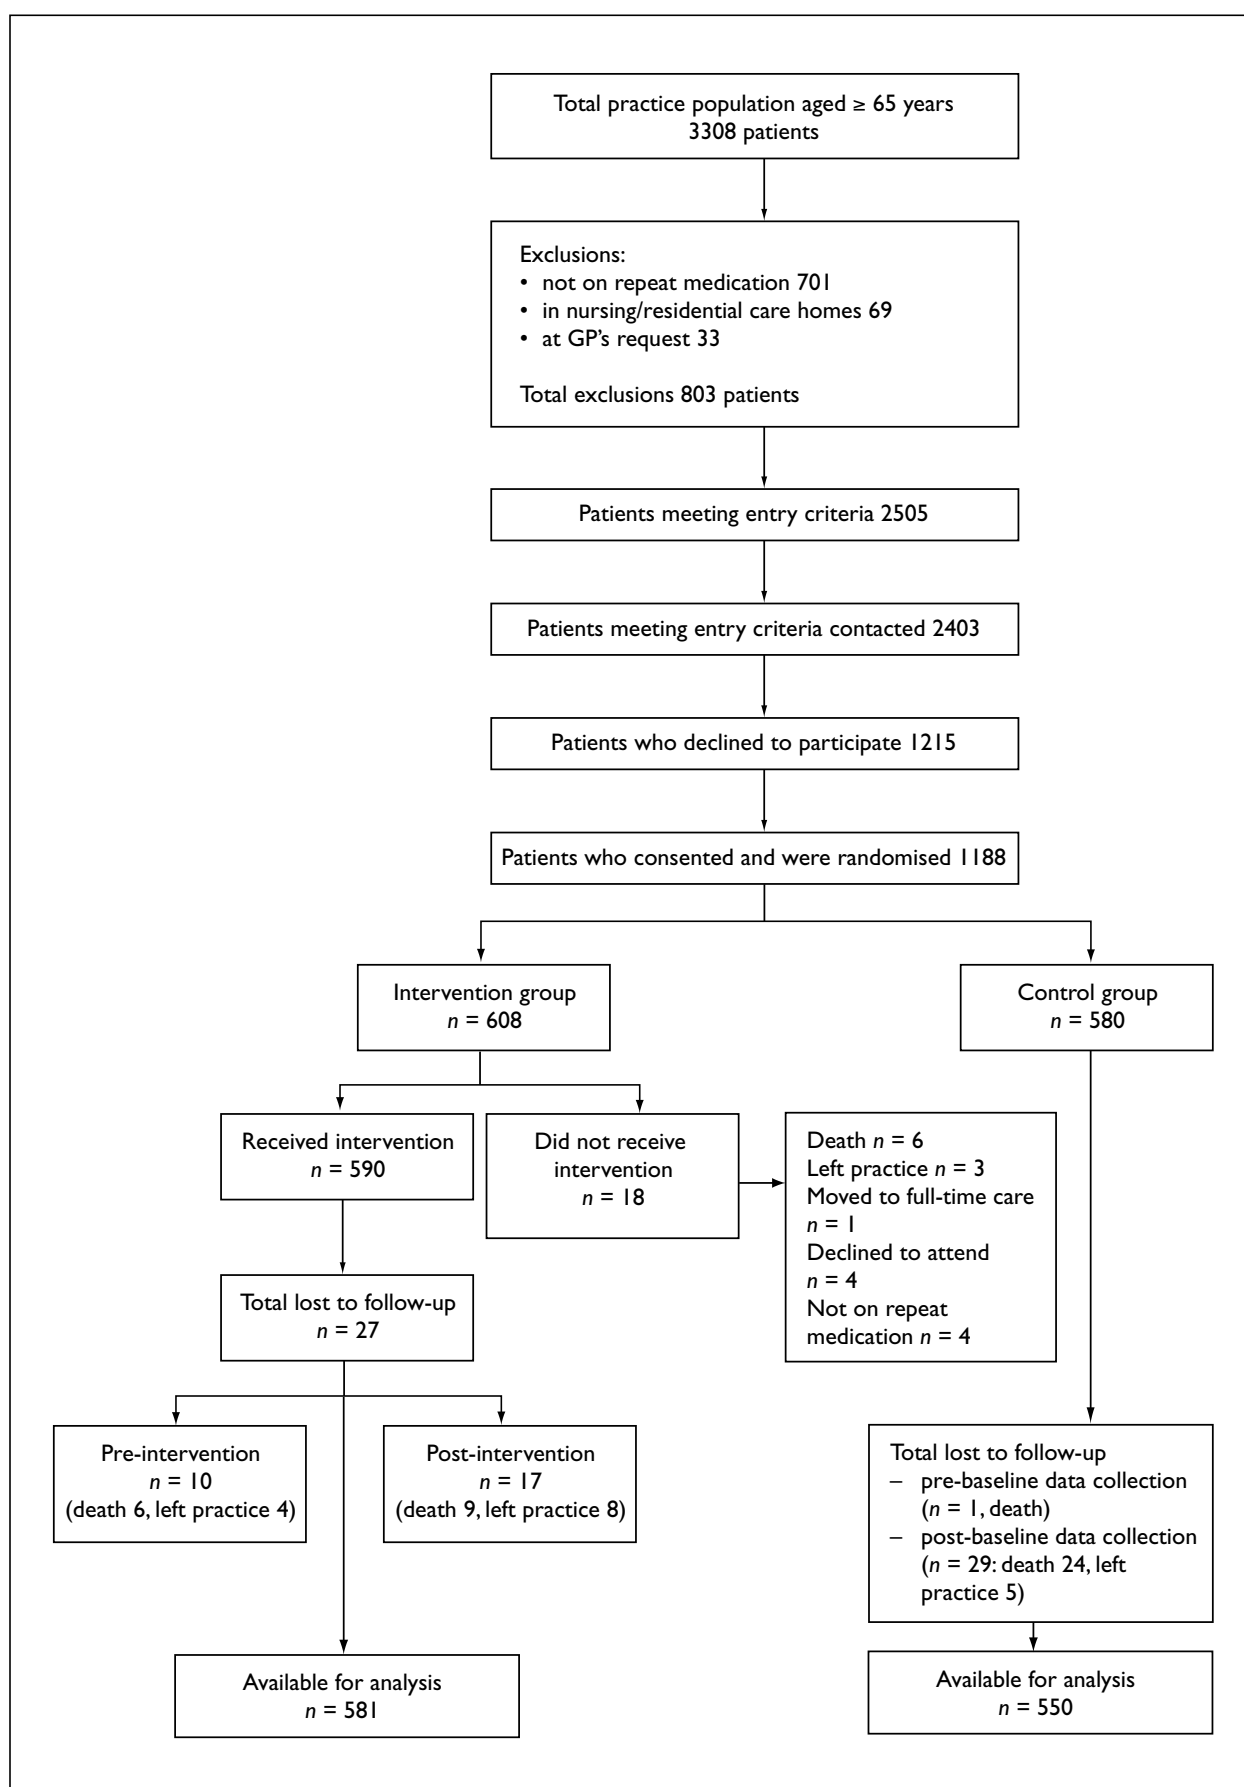 Total practice population aged ≥ 65 years
3308 patients
Exclusions:
• not on repeat medication 701
• in nursing/residential care homes 69
• at GP’s request 33
Total exclusions 803 patients
Patients meeting entry criteria 2505
Patients meeting entry criteria contacted 2403
Patients who declined to participate 1215
Patients who consented and were randomised 1188
Intervention group
n = 608
Control group
n = 580
Received intervention
n = 590
Did not receive
intervention
n = 18
Death n = 6
Left practice n = 3
Moved to full-time care
n = 1
Declined to attend
n = 4
Not on repeat
medication n = 4
Total lost to follow-up
n = 27
Pre-intervention
n = 10
(death 6, left practice 4)
Post-intervention
n = 17
(death 9, left practice 8)
Total lost to follow-up
– pre-baseline data collection
(n = 1, death)
– post-baseline data collection
(n = 29: death 24, left
practice 5)
Available for analysis
n = 581
Available for analysis
n = 550